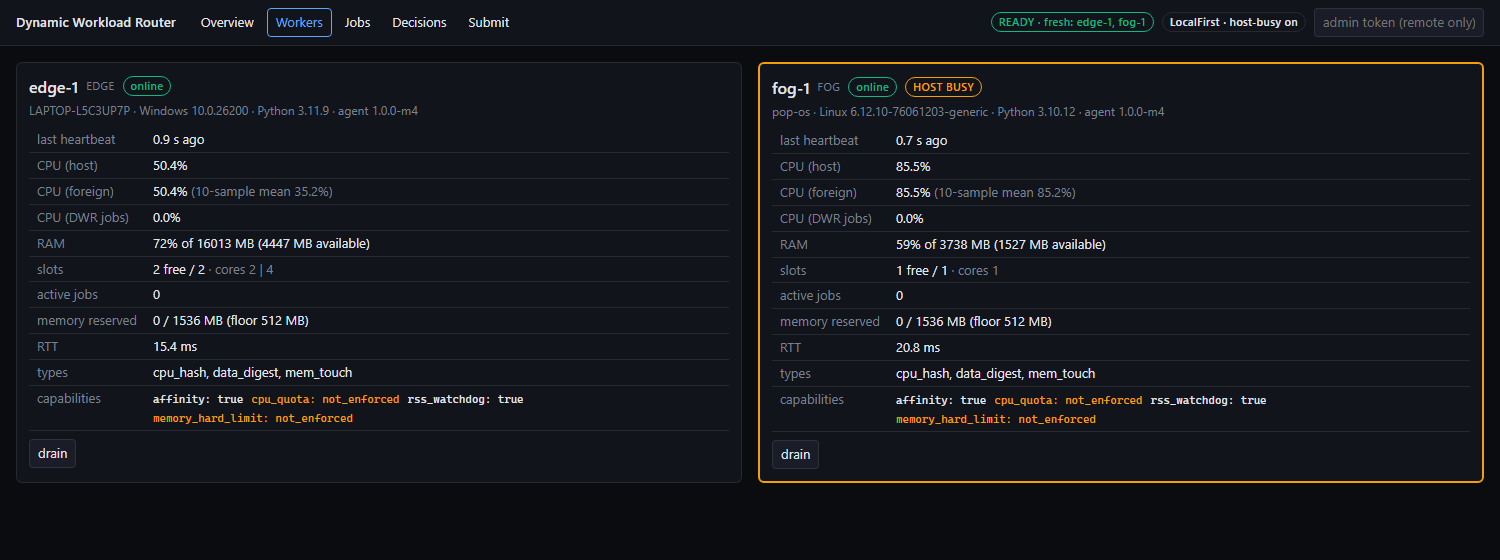 Dynamic Workload Router Overview Workers Jobs Decisions Submit READY · fresh: edge-1, fog-1 LocalFirst · host-busy on admin token (remote only)
edge-1 EDGE online
LAPTOP-L5C3UP7P · Windows 10.0.26200 · Python 3.11.9 · agent 1.0.0-m4
last heartbeat 0.9 s ago
CPU (host) 50.4%
CPU (foreign) 50.4% (10-sample mean 35.2%)
CPU (DWR jobs) 0.0%
RAM 72% of 16013 MB (4447 MB available)
slots 2 free / 2 · cores 2 | 4
active jobs 0
memory reserved 0 / 1536 MB (floor 512 MB)
RTT 15.4 ms
types cpu_hash, data_digest, mem_touch
capabilities affinity: true cpu_quota: not_enforced rss_watchdog: true
memory_hard_limit: not_enforced
drain
fog-1 FOG online HOST BUSY
pop-os · Linux 6.12.10-76061203-generic · Python 3.10.12 · agent 1.0.0-m4
last heartbeat 0.7 s ago
CPU (host) 85.5%
CPU (foreign) 85.5% (10-sample mean 85.2%)
CPU (DWR jobs) 0.0%
RAM 59% of 3738 MB (1527 MB available)
slots 1 free / 1 · cores 1
active jobs 0
memory reserved 0 / 1536 MB (floor 512 MB)
RTT 20.8 ms
types cpu_hash, data_digest, mem_touch
capabilities affinity: true cpu_quota: not_enforced rss_watchdog: true
memory_hard_limit: not_enforced
drain